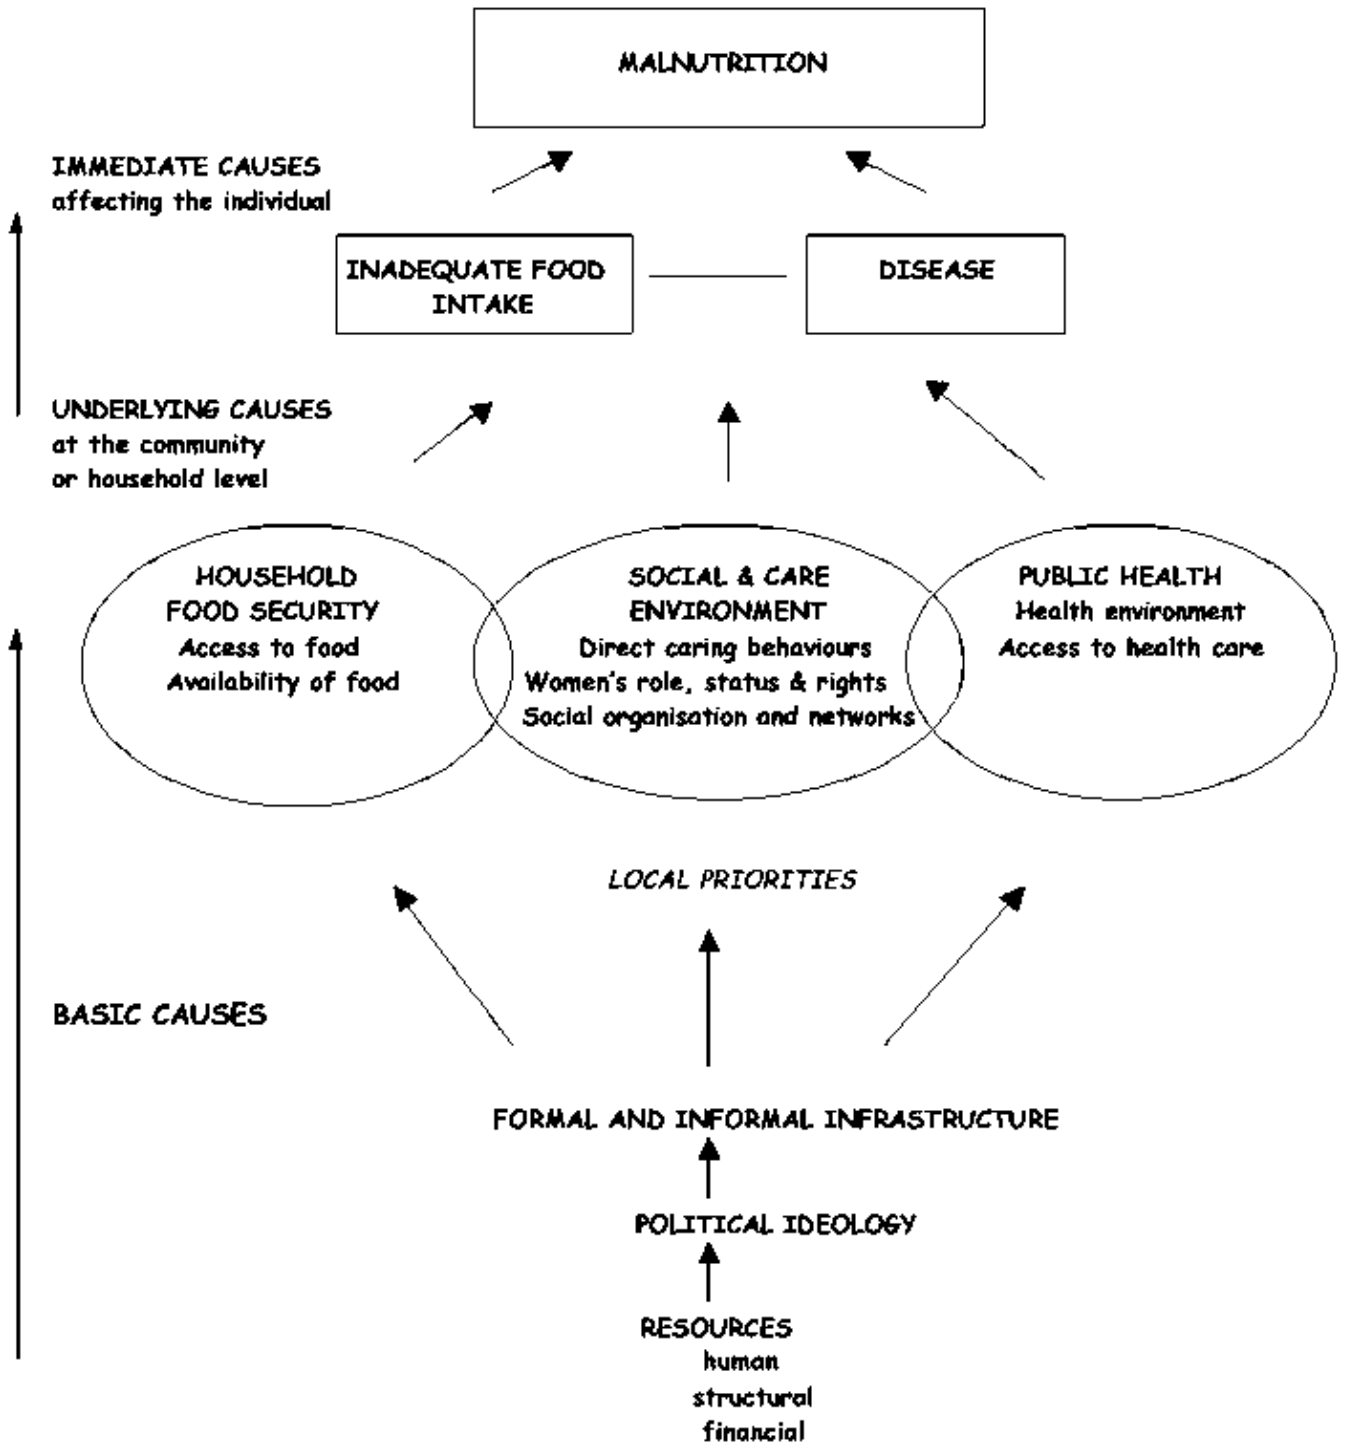 MALNUTRITION
IMMEDIATE CAUSES
affecting the individual
INADEQUATE FOOD
INTAKE
DISEASE
UNDERLYING CAUSES
at the community
or household level
HOUSEHOLD
FOOD SECURITY
Access to food
Availability of food
SOCIAL & CARE
ENVIRONMENT
Direct caring behaviours
Women's role, status & rights
Social organisation and networks
PUBLIC HEALTH
Health environment
Access to health care
LOCAL PRIORITIES
BASIC CAUSES
FORMAL AND INFORMAL INFRASTRUCTURE
POLITICAL IDEOLOGY
RESOURCES
human
structural
financial